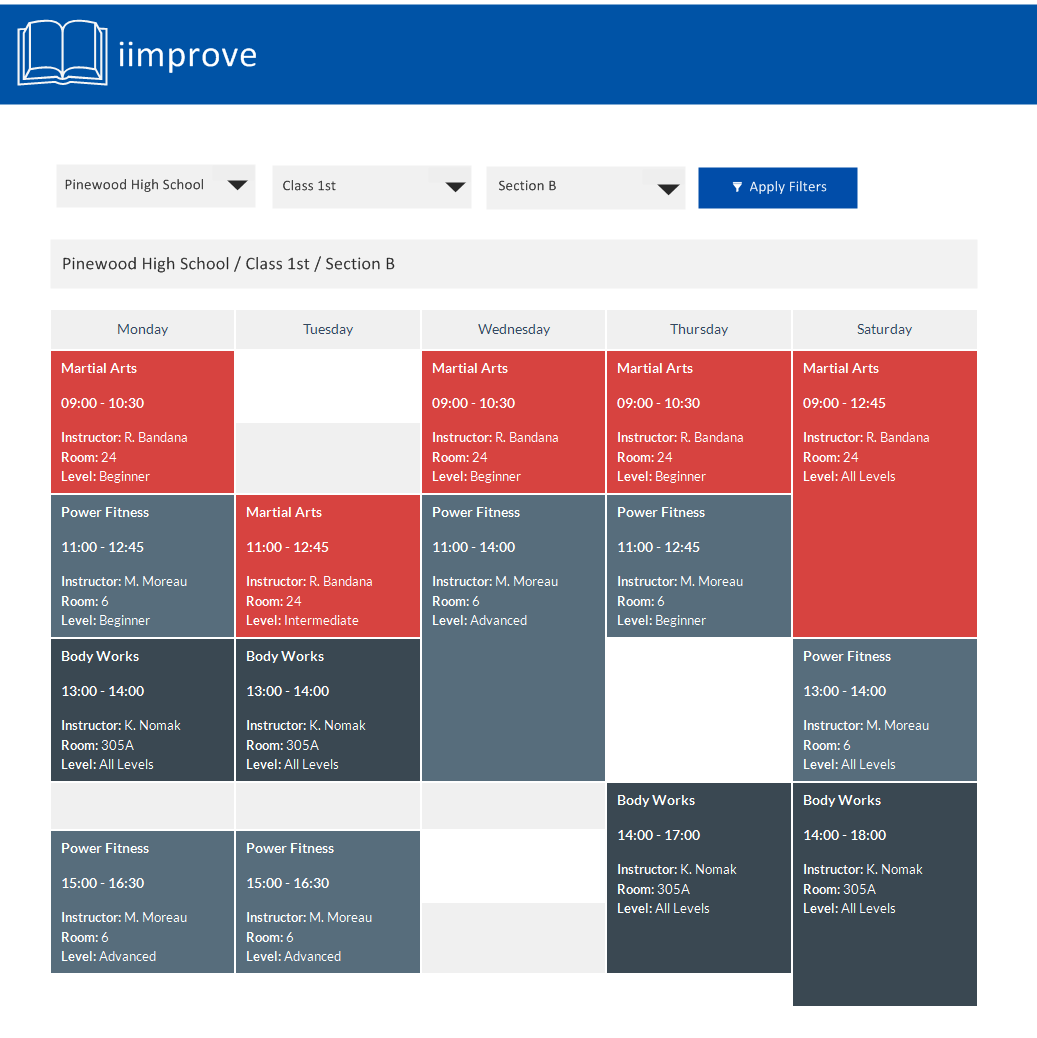 iimprove
Pinewood High School
Class 1st
Section B
Apply Filters
Pinewood High School / Class 1st / Section B
Monday
Tuesday
Wednesday
Thursday
Saturday
Martial Arts
09:00 - 10:30
Instructor: R. Bandana
Room: 24
Level: Beginner
Martial Arts
09:00 - 10:30
Instructor: R. Bandana
Room: 24
Level: Beginner
Martial Arts
09:00 - 10:30
Instructor: R. Bandana
Room: 24
Level: Beginner
Martial Arts
09:00 - 12:45
Instructor: R. Bandana
Room: 24
Level: All Levels
Power Fitness
11:00 - 12:45
Instructor: M. Moreau
Room: 6
Level: Beginner
Martial Arts
11:00 - 12:45
Instructor: R. Bandana
Room: 24
Level: Intermediate
Power Fitness
11:00 - 14:00
Instructor: M. Moreau
Room: 6
Level: Advanced
Power Fitness
11:00 - 12:45
Instructor: M. Moreau
Room: 6
Level: Beginner
Body Works
13:00 - 14:00
Instructor: K. Nomak
Room: 305A
Level: All Levels
Body Works
13:00 - 14:00
Instructor: K. Nomak
Room: 305A
Level: All Levels
Power Fitness
13:00 - 14:00
Instructor: M. Moreau
Room: 6
Level: All Levels
Body Works
14:00 - 17:00
Instructor: K. Nomak
Room: 305A
Level: All Levels
Body Works
14:00 - 18:00
Instructor: K. Nomak
Room: 305A
Level: All Levels
Power Fitness
15:00 - 16:30
Instructor: M. Moreau
Room: 6
Level: Advanced
Power Fitness
15:00 - 16:30
Instructor: M. Moreau
Room: 6
Level: Advanced